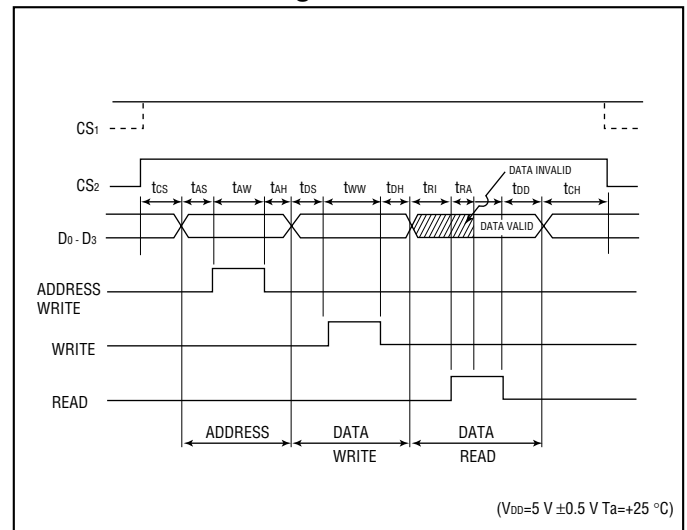 CS1
CS2
tCS tAS tAW tAH tDS tWW tDH tRI tRA tDD tCH
DATA INVALID
D0 - D3
DATA VALID
ADDRESS
WRITE
WRITE
READ
ADDRESS DATA DATA
WRITE READ
(VDD=5 V ±0.5 V Ta=+25 °C)